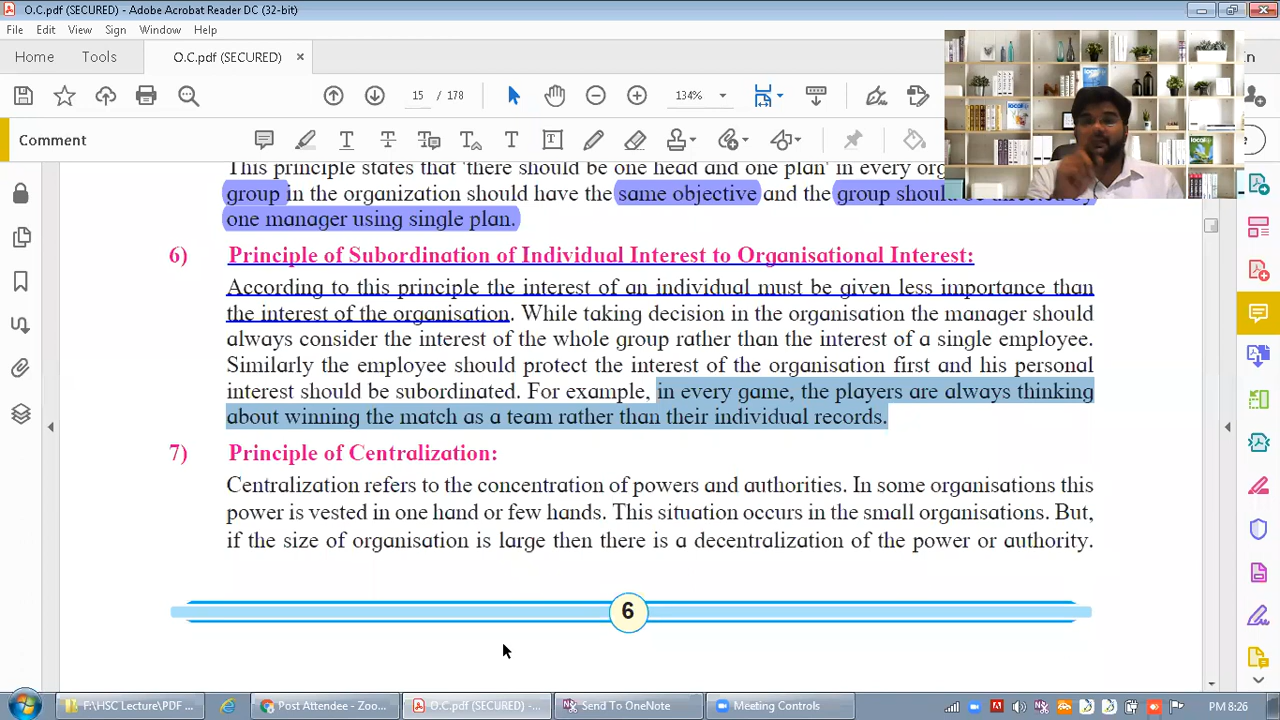 O.C.pdf (SECURED) - Adobe Acrobat Reader DC (32-bit)
File Edit View Sign Window Help
Home Tools O.C.pdf (SECURED) ×
15 178 134%
Comment
This principle states that 'there should be one head and one plan' in every
group in the organization should have the same objective and the group
one manager using single plan.
6) Principle of Subordination of Individual Interest to Organisational Interest:
According to this principle the interest of an individual must be given less importance than
the interest of the organisation. While taking decision in the organisation the manager should
always consider the interest of the whole group rather than the interest of a single employee.
Similarly the employee should protect the interest of the organisation first and his personal
interest should be subordinated. For example, in every game, the players are always thinking
about winning the match as a team rather than their individual records.
7) Principle of Centralization:
Centralization refers to the concentration of powers and authorities. In some organisations this
power is vested in one hand or few hands. This situation occurs in the small organisations. But,
if the size of organisation is large then there is a decentralization of the power or authority.
6
F:\HSC Lecture\PDF ... Post Attendee - Zoo... O.C.pdf (SECURED) -... Send To OneNote Meeting Controls PM 8:26